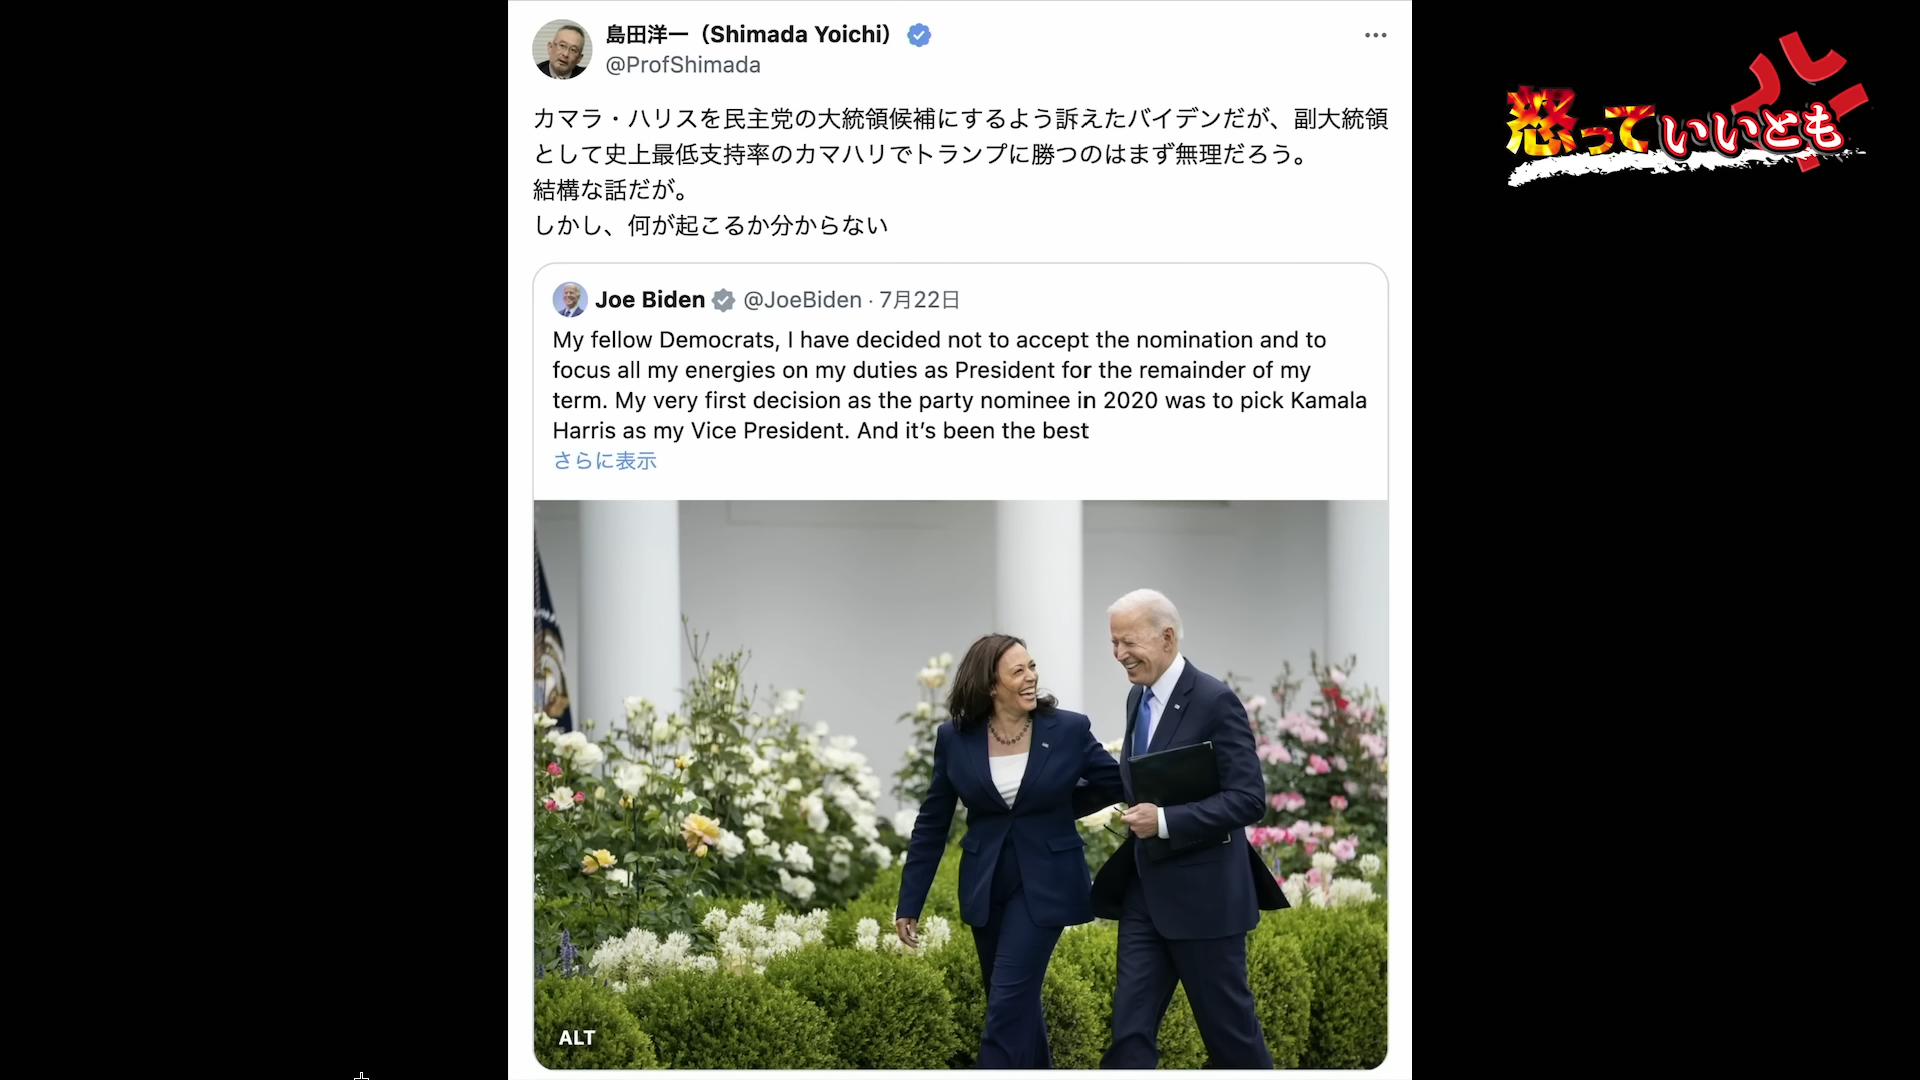 島田洋一（Shimada Yoichi）
@ProfShimada
カマラ・ハリスを民主党の大統領候補にするよう訴えたバイデンだが、副大統領
として史上最低支持率のカマハリでトランプに勝つのはまず無理だろう。
結構な話だが。
しかし、何が起こるか分からない
Joe Biden @JoeBiden · 7月22日
My fellow Democrats, I have decided not to accept the nomination and to
focus all my energies on my duties as President for the remainder of my
term. My very first decision as the party nominee in 2020 was to pick Kamala
Harris as my Vice President. And it’s been the best
さらに表示
ALT
怒っていいとも